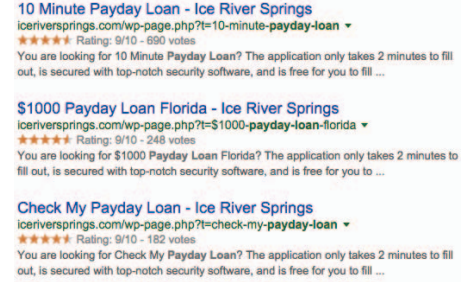 10 Minute Payday Loan - Ice River Springs
iceriversprings.com/wp-page.php?t=10-minute-payday-loan
Rating: 9/10 - 690 votes
You are looking for 10 Minute Payday Loan? The application only takes 2 minutes to fill
out, is secured with top-notch security software, and is free for you to fill ...
$1000 Payday Loan Florida - Ice River Springs
iceriversprings.com/wp-page.php?t=$1000-payday-loan-florida
Rating: 9/10 - 248 votes
You are looking for $1000 Payday Loan Florida? The application only takes 2 minutes to
fill out, is secured with top-notch security software, and is free for you to ...
Check My Payday Loan - Ice River Springs
iceriversprings.com/wp-page.php?t=check-my-payday-loan
Rating: 9/10 - 182 votes
You are looking for Check My Payday Loan? The application only takes 2 minutes to fill
out, is secured with top-notch security software, and is free for you to fill ...